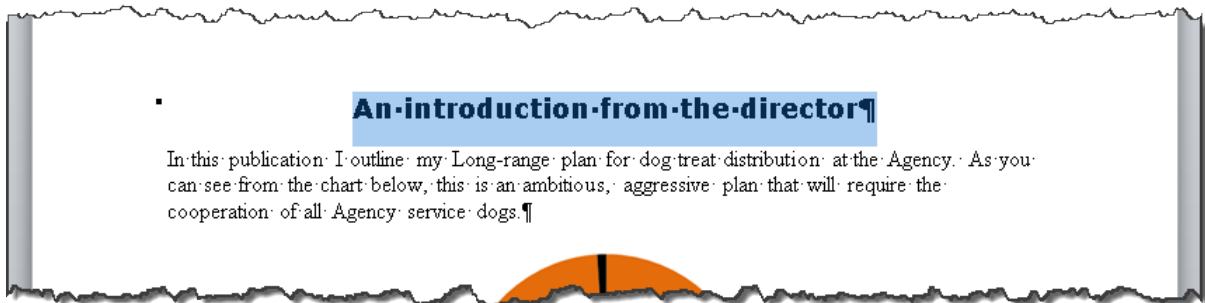 An·introduction·from·the·director¶
In·this·publication·I·outline·my·Long-range·plan·for·dog·treat·distribution·at·the·Agency.·As·you·
can·see·from·the·chart·below,·this·is·an·ambitious,·aggressive·plan·that·will·require·the·
cooperation·of·all·Agency·service·dogs.¶